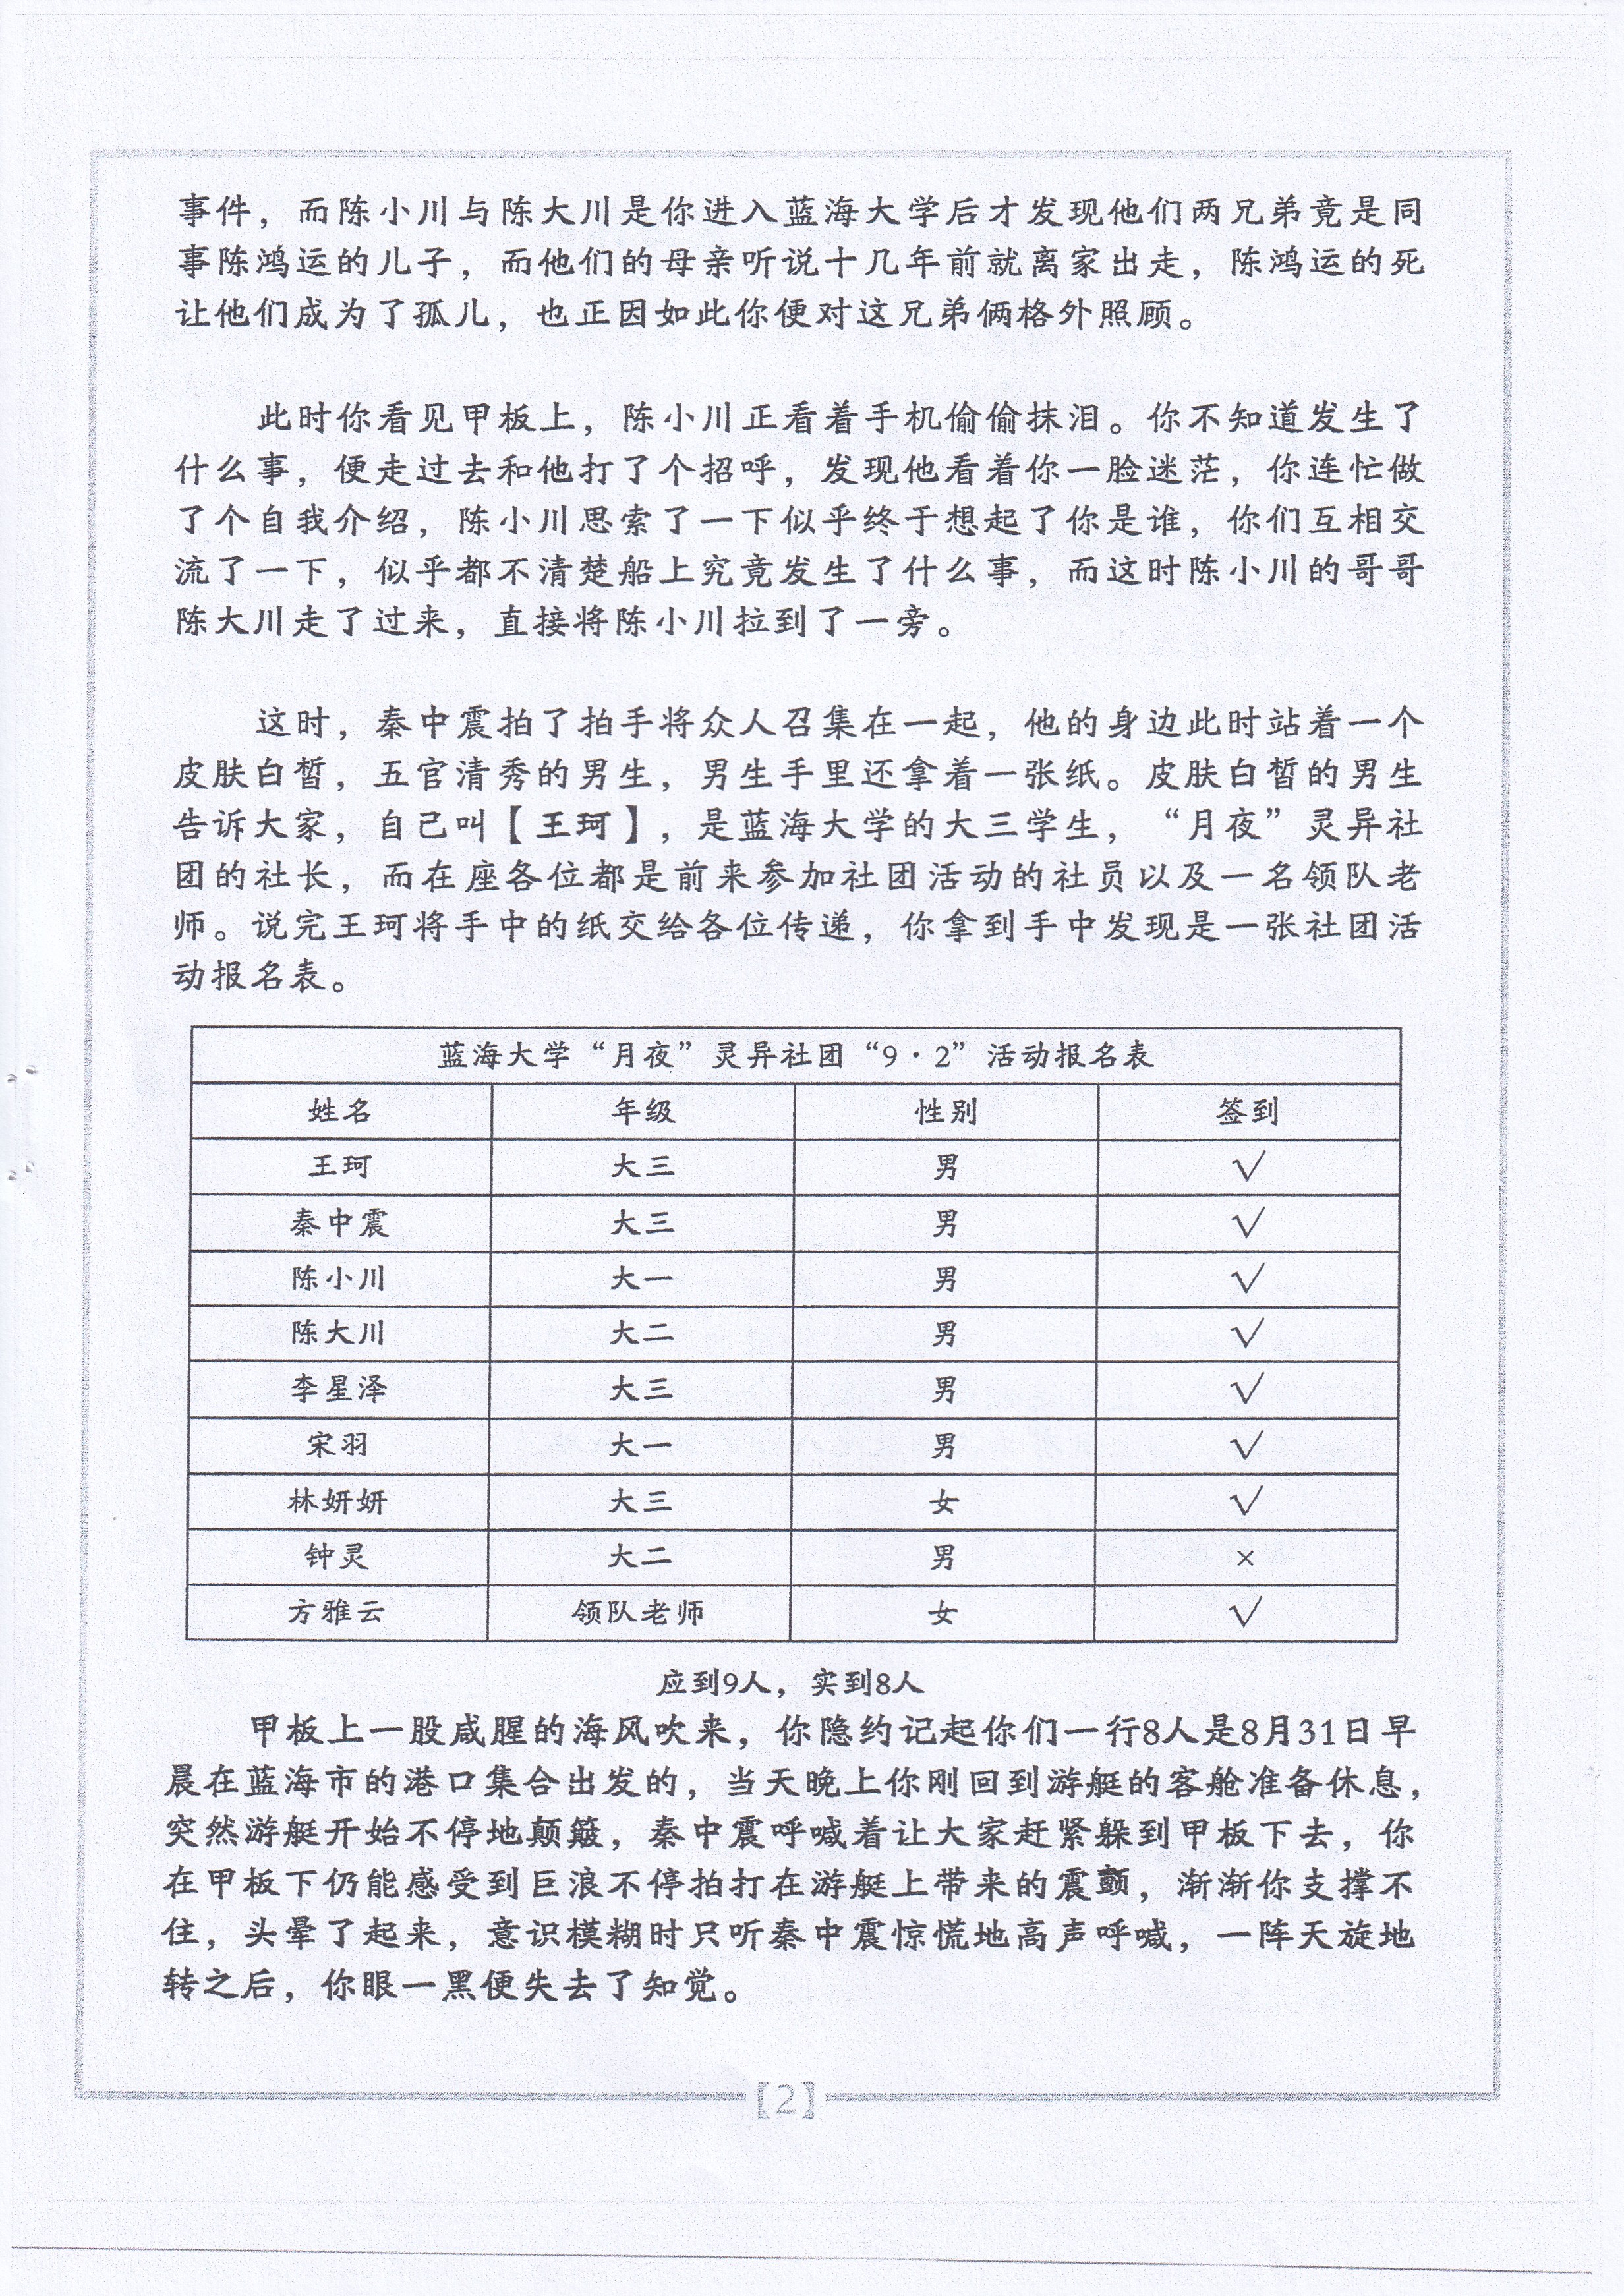 事件，而陈小川与陈大川是你进入蓝海大学后才发现他们两兄弟竟是同
事陈鸿运的儿子，而他们的母亲听说十几年前就离家出走，陈鸿运的死
让他们成为了孤儿，也正因如此你便对这兄弟俩格外照顾。
此时你看见甲板上，陈小川正看着手机偷偷抹泪。你不知道发生了
什么事，便走过去和他打了个招呼，发现他看着你一脸迷茫，你连忙做
了个自我介绍，陈小川思索了一下似乎终于想起了你是谁，你们互相交
流了一下，似乎都不清楚船上究竟发生了什么事，而这时陈小川的哥哥
陈大川走了过来，直接将陈小川拉到了一旁。
这时，秦中震拍了拍手将众人召集在一起，他的身边此时站着一个
皮肤白皙，五官清秀的男生，男生手里还拿着一张纸。皮肤白皙的男生
告诉大家，自己叫【王珂】，是蓝海大学的大三学生，“月夜”灵异社
团的社长，而在座各位都是前来参加社团活动的社员以及一名领队老
师。说完王珂将手中的纸交给各位传递，你拿到手中发现是一张社团活
动报名表。
蓝海大学“月夜”灵异社团“9·2”活动报名表
姓名 年级 性别 签到
王珂 大三 男 √
秦中震 大三 男 √
陈小川 大一 男 √
陈大川 大二 男 √
李星泽 大三 男 √
宋羽 大一 男 √
林妍妍 大三 女 √
钟灵 大二 男 ×
方雅云 领队老师 女 √
应到9人，实到8人
甲板上一股咸腥的海风吹来，你隐约记起你们一行8人是8月31日早
晨在蓝海市的港口集合出发的，当天晚上你刚回到游艇的客舱准备休息，
突然游艇开始不停地颠簸，秦中震呼喊着让大家赶紧躲到甲板下去，你
在甲板下仍能感受到巨浪不停拍打在游艇上带来的震颤，渐渐你支撑不
住，头晕了起来，意识模糊时只听秦中震惊慌地高声呼喊，一阵天旋地
转之后，你眼一黑便失去了知觉。
【2】